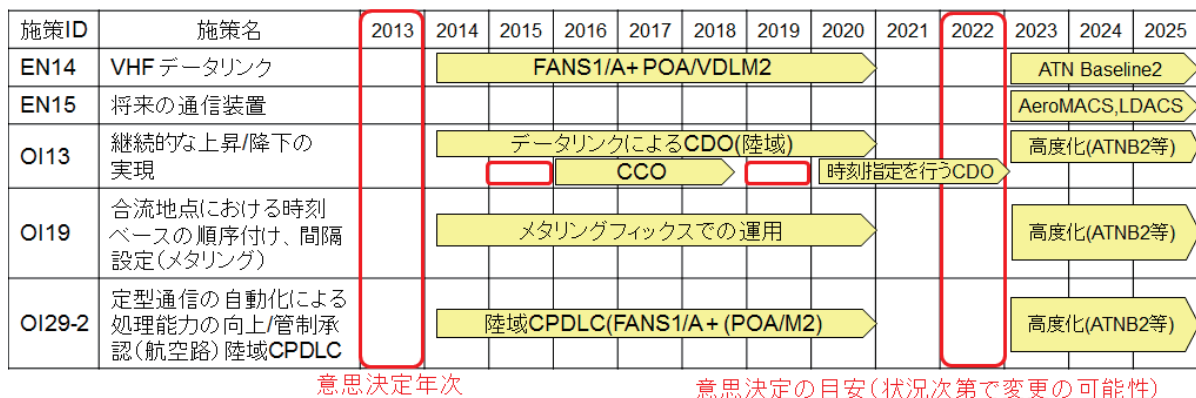 施策ID 施策名 2013 2014 2015 2016 2017 2018 2019 2020 2021 2022 2023 2024 2025
EN14 VHFデータリンク FANS1/A+POA/VDLM2 ATN Baseline2
EN15 将来の通信装置 AeroMACS,LDACS
OI13 継続的な上昇/降下の
実現
データリンクによるCDO(陸域) 高度化(ATNB2等)
CCO 時刻指定を行うCDO
OI19 合流地点における時刻
ベースの順序付け、間隔
設定(メタリング)
メタリングフィックスでの運用 高度化(ATNB2等)
OI29-2 定型通信の自動化による
処理能力の向上/管制承
認(航空路)陸域CPDLC
陸域CPDLC(FANS1/A+(POA/M2) 高度化(ATNB2等)
意思決定年次 意思決定の目安(状況次第で変更の可能性)